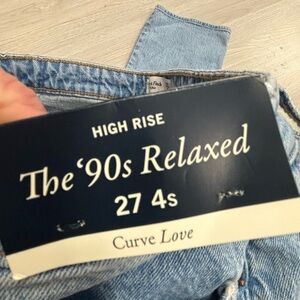 HIGH RISE
The ‘90s Relaxed
27 4s
Curve Love